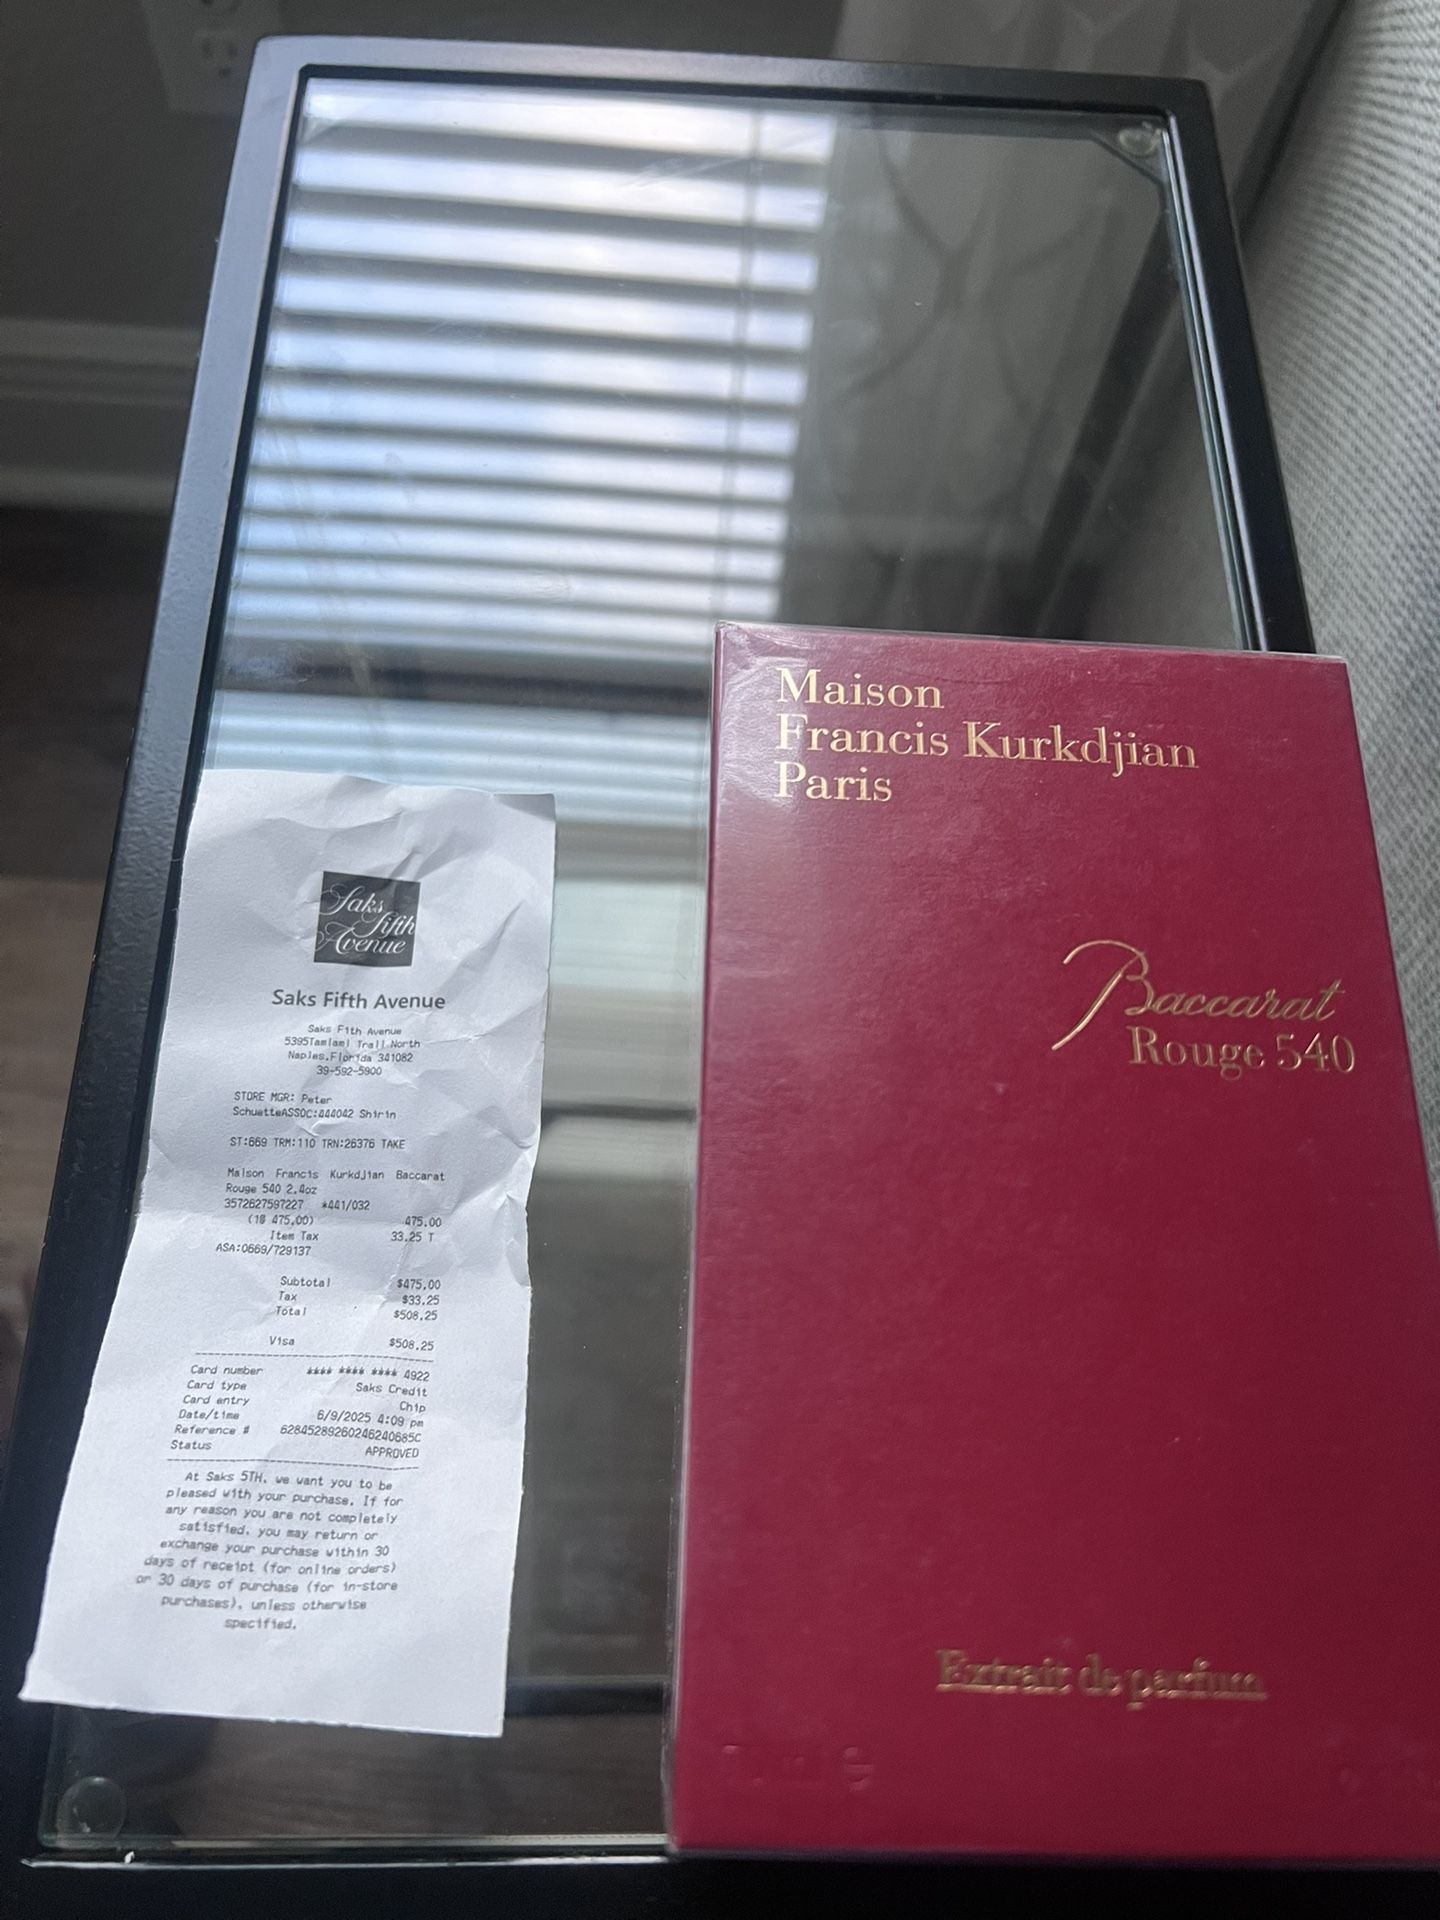 Saks
Fifth
Avenue
Saks Fifth Avenue
Saks F1th Avenue
5395Tamiami Trail North
Naples,Florida 341082
39-592-5900
STORE MGR: Peter
SchuetteASSOC:444042 Shirin
ST:669 TRM:110 TRN:26376 TAKE
Maison Francis Kurkdjian Baccarat
Rouge 540 2.4oz
3572627597227 *441/032
(1@ 475.00) 475.00
Item Tax 33.25 T
ASA:0669/729137
Subtotal $475.00
Tax $33.25
Total $508.25
Visa $508.25
Card number **** **** **** 4922
Card type Saks Credit
Card entry Chip
Date/time 6/9/2025 4:09 pm
Reference # 62845289260246240685C
Status APPROVED
At Saks 5TH, we want you to be
pleased with your purchase. If for
any reason you are not completely
satisfied, you may return or
exchange your purchase within 30
days of receipt (for online orders)
or 30 days of purchase (for in-store
purchases), unless otherwise
specified.
Maison
Francis Kurkdjian
Paris
Baccarat
Rouge 540
Extrait de parfum